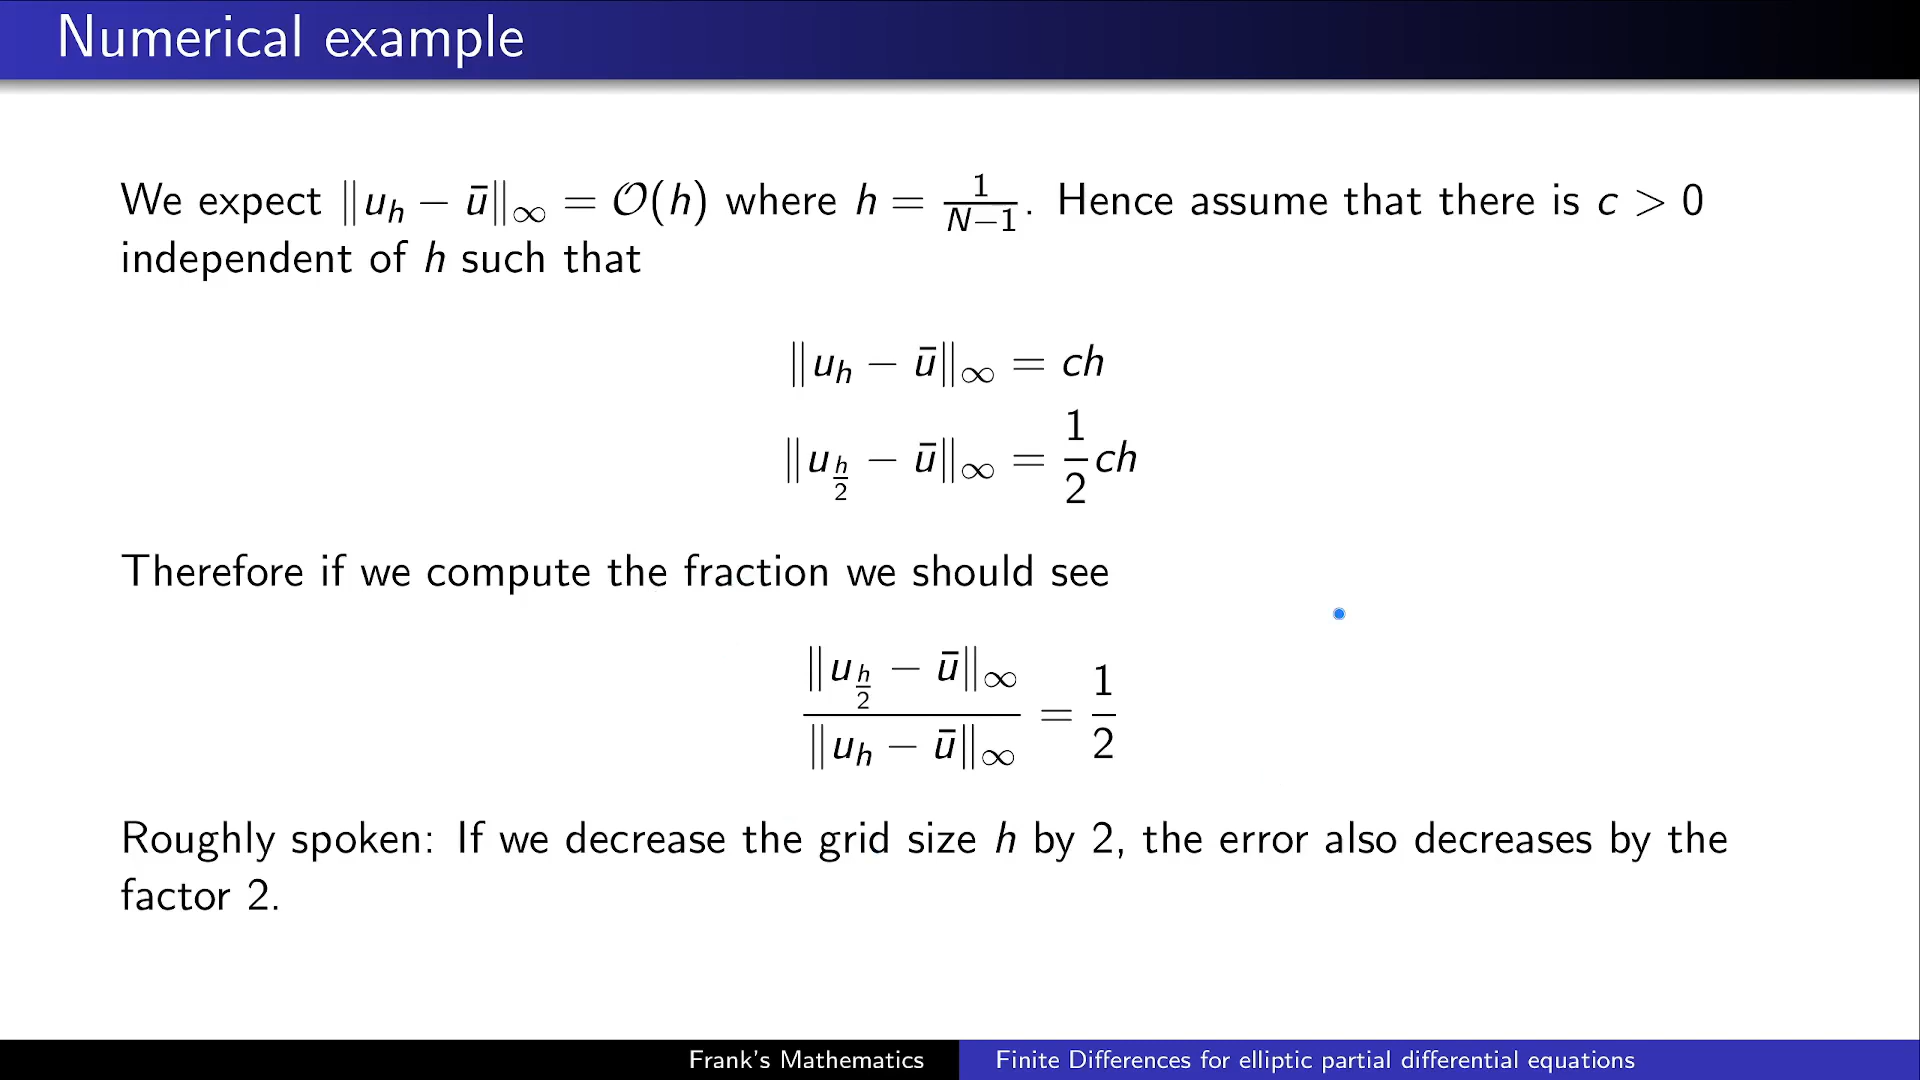 Numerical example
We expect ‖u_h − ū‖_∞ = 𝒪(h) where h = 1/(N−1). Hence assume that there is c > 0
independent of h such that
‖u_h − ū‖_∞ = ch
‖u_{h/2} − ū‖_∞ = 1/2 ch
Therefore if we compute the fraction we should see
‖u_{h/2} − ū‖_∞ / ‖u_h − ū‖_∞ = 1/2
Roughly spoken: If we decrease the grid size h by 2, the error also decreases by the
factor 2.
Frank's Mathematics
Finite Differences for elliptic partial differential equations